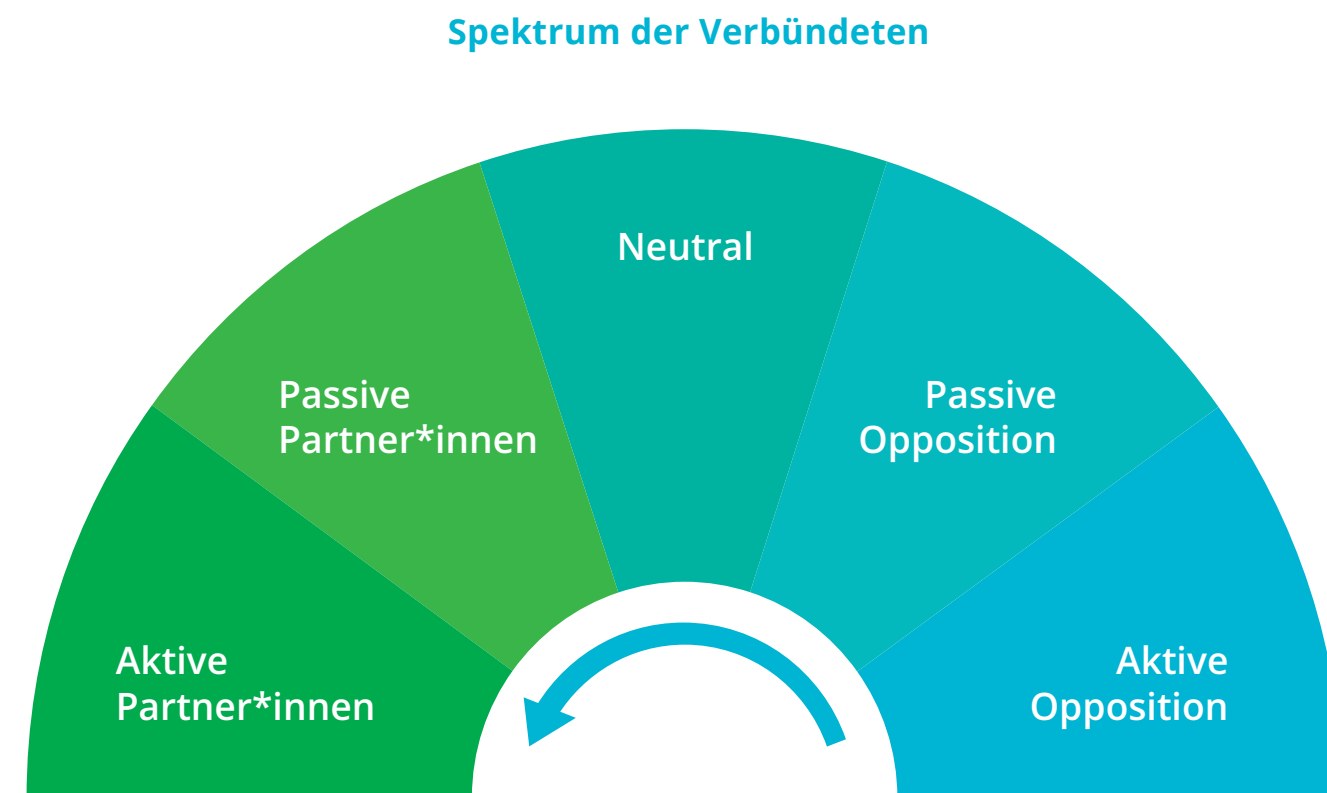 Spektrum der Verbündeten
Aktive
Partner*innen
Passive
Partner*innen
Neutral
Passive
Opposition
Aktive
Opposition